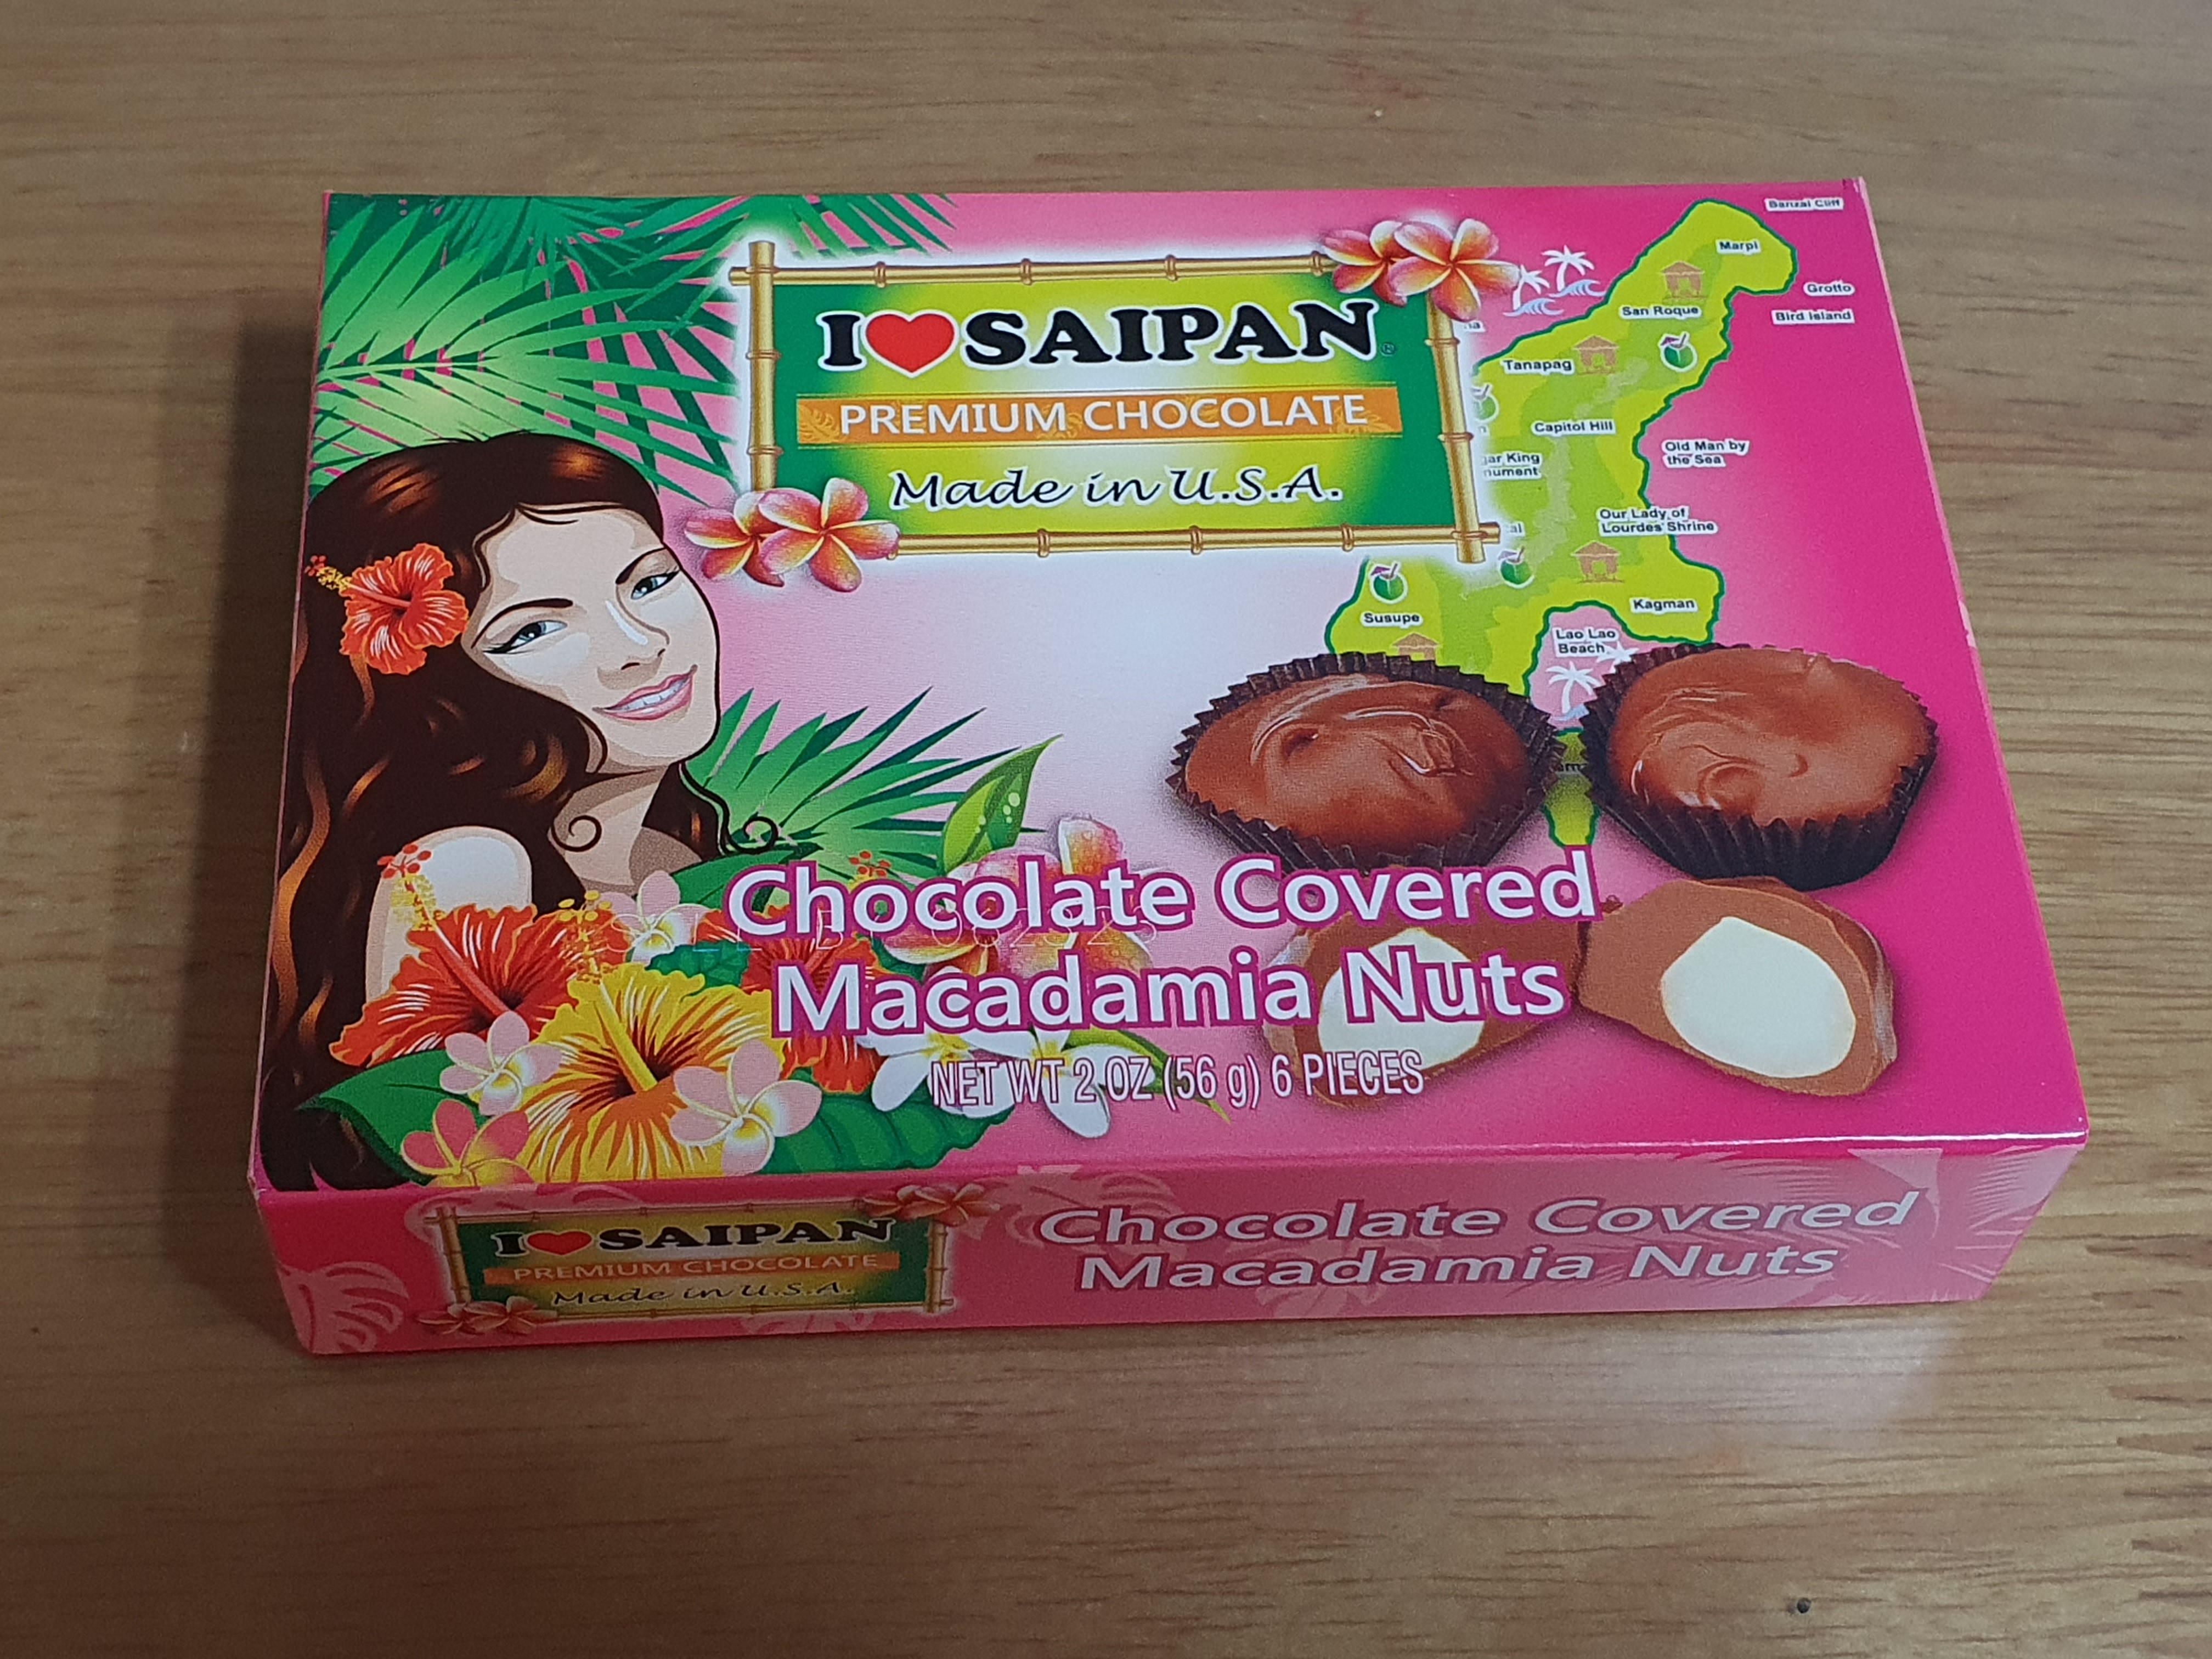 I ❤ SAIPAN®
PREMIUM CHOCOLATE
Made in U.S.A.
Banzai Cliff
Marpi
Grotto
San Roque
Bird Island
Tanapag
Capitol Hill
Old Man by
the Sea
King
Our Lady of
Lourdes Shrine
Kagman
Susupe
Lao Lao
Beach
Chocolate Covered
Macadamia Nuts
NET WT 2 OZ (56 g) 6 PIECES
I ❤ SAIPAN
PREMIUM CHOCOLATE
Made in U.S.A.
Chocolate Covered
Macadamia Nuts